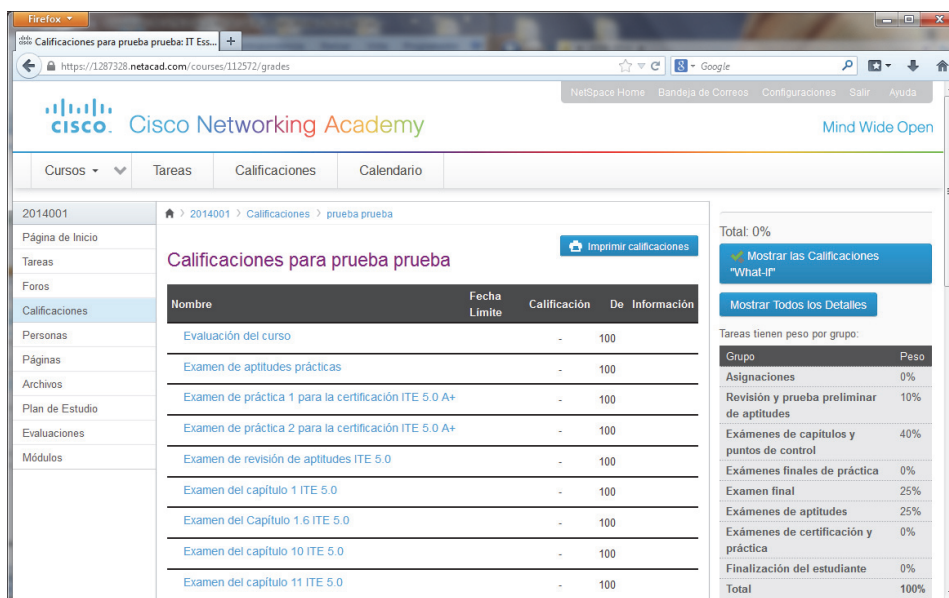 Firefox
Calificaciones para prueba prueba: IT Ess...
https://1287328.netacad.com/courses/112572/grades
Google
NetSpace Home Bandeja de Correos Configuraciones Salir Ayuda
CISCO. Cisco Networking Academy
Mind Wide Open
Cursos Tareas Calificaciones Calendario
2014001
Página de Inicio
Tareas
Foros
Calificaciones
Personas
Páginas
Archivos
Plan de Estudio
Evaluaciones
Módulos
2014001 > Calificaciones > prueba prueba
Imprimir calificaciones
Calificaciones para prueba prueba
Nombre Fecha Límite Calificación De Información
Evaluación del curso - 100
Examen de aptitudes prácticas - 100
Examen de práctica 1 para la certificación ITE 5.0 A+ - 100
Examen de práctica 2 para la certificación ITE 5.0 A+ - 100
Examen de revisión de aptitudes ITE 5.0 - 100
Examen del capítulo 1 ITE 5.0 - 100
Examen del Capítulo 1.6 ITE 5.0 - 100
Examen del capítulo 10 ITE 5.0 - 100
Examen del capítulo 11 ITE 5.0 - 100
Total: 0%
Mostrar las Calificaciones
"What-If"
Mostrar Todos los Detalles
Tareas tienen peso por grupo:
Grupo Peso
Asignaciones 0%
Revisión y prueba preliminar 10%
de aptitudes
Exámenes de capítulos y 40%
puntos de control
Exámenes finales de práctica 0%
Examen final 25%
Exámenes de aptitudes 25%
Exámenes de certificación y 0%
práctica
Finalización del estudiante 0%
Total 100%